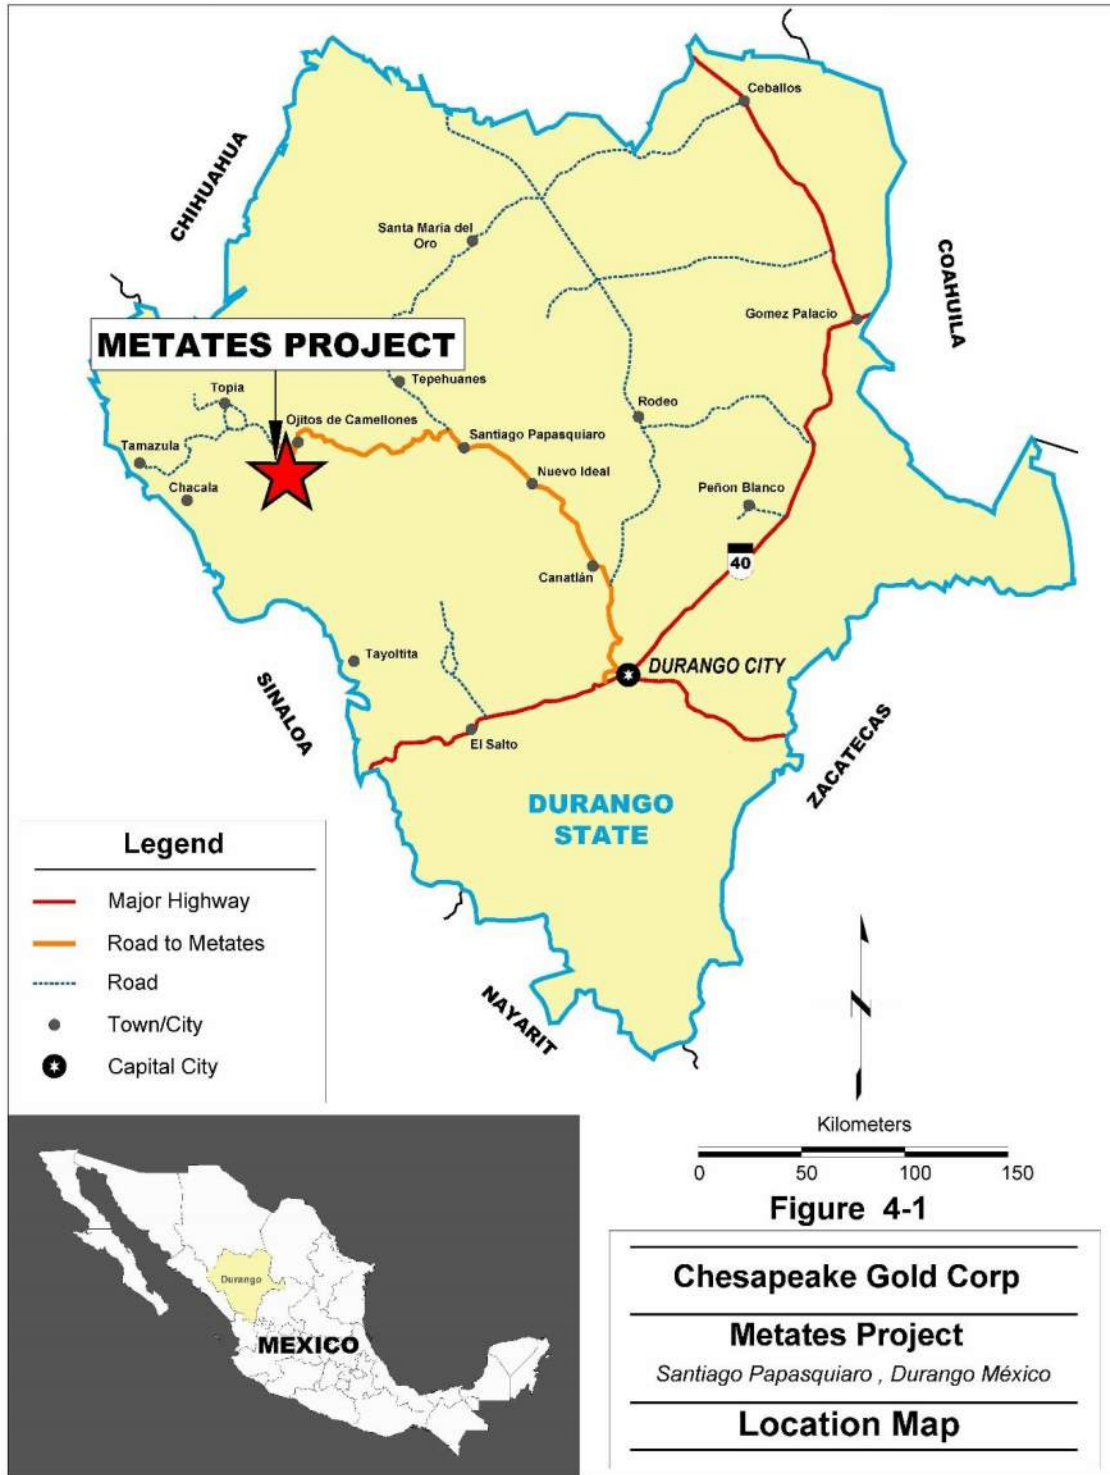 Ceballos
CHIHUAHUA
Santa María del
Oro
COAHUILA
Gomez Palacio
METATES PROJECT
Tepehuanes
Topia
Rodeo
Ojitos de Camellones
Santiago Papasquiaro
Tamazula
Nuevo Ideal
Chacala
Peñon Blanco
40
Canatlán
Tayoltita
DURANGO CITY
SINALOA
El Salto
ZACATECAS
DURANGO
STATE
NAYARIT
Legend
Major Highway
Road to Metates
Road
Town/City
Capital City
N
Kilometers
0 50 100 150
Figure 4-1
Durango
MEXICO
Chesapeake Gold Corp
Metates Project
Santiago Papasquiaro , Durango México
Location Map